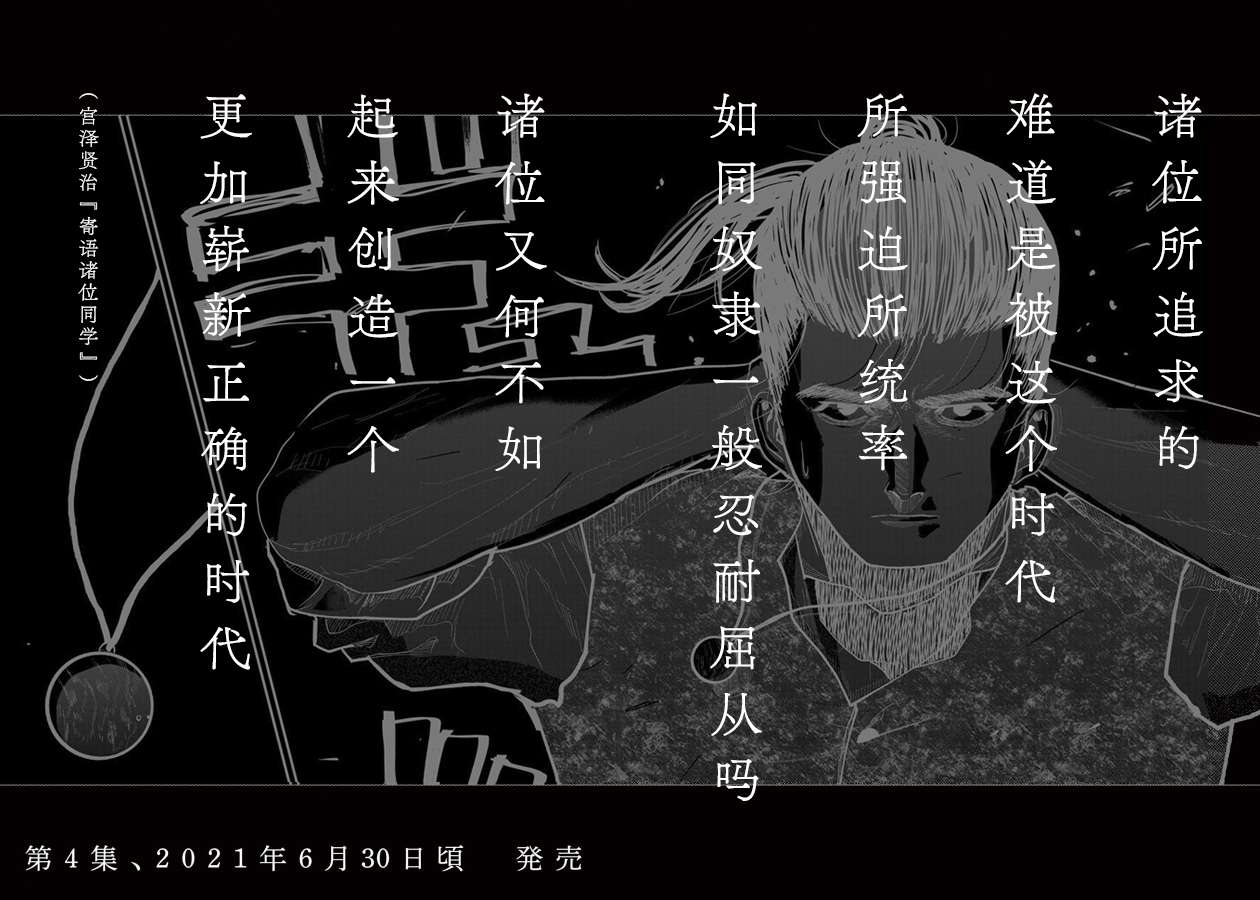 诸位所追求的
难道是被这个时代
所强迫所统率
如同奴隶一般忍耐屈从吗
诸位又何不如
起来创造一个
更加崭新正确的时代
（宫泽贤治『寄语诸位同学』）
第4集、2021年6月30日頃 発売